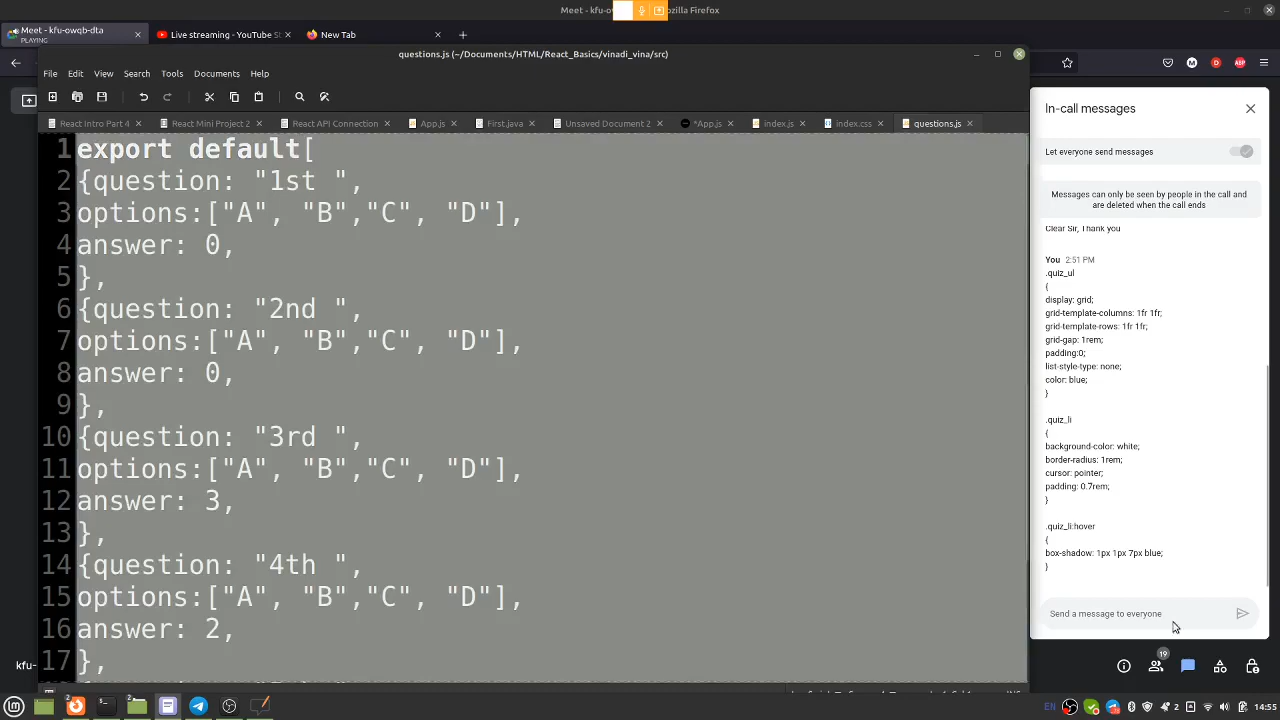 Meet - kfu-o
ozilla Firefox
Meet - kfu-owqb-dta
PLAYING
Live streaming - YouTube S
New Tab
questions.js (~/Documents/HTML/React_Basics/vinadi_vina/src)
File Edit View Search Tools Documents Help
React Intro Part 4
React Mini Project 2
React API Connection
App.js
First.java
Unsaved Document 2
*App.js
index.js
index.css
questions.js
1 export default[
2 {question: "1st ",
3 options:["A", "B","C", "D"],
4 answer: 0,
5 },
6 {question: "2nd ",
7 options:["A", "B","C", "D"],
8 answer: 0,
9 },
10 {question: "3rd ",
11 options:["A", "B","C", "D"],
12 answer: 3,
13 },
14 {question: "4th ",
15 options:["A", "B","C", "D"],
16 answer: 2,
17 },
In-call messages
Let everyone send messages
Messages can only be seen by people in the call and
are deleted when the call ends
Clear Sir, Thank you
You 2:51 PM
.quiz_ul
{
display: grid;
grid-template-columns: 1fr 1fr;
grid-template-rows: 1fr 1fr;
grid-gap: 1rem;
padding:0;
list-style-type: none;
color: blue;
}
.quiz_li
{
background-color: white;
border-radius: 1rem;
cursor: pointer;
padding: 0.7rem;
}
.quiz_li:hover
{
box-shadow: 1px 1px 7px blue;
}
Send a message to everyone
19
kfu-
EN
2
14:55